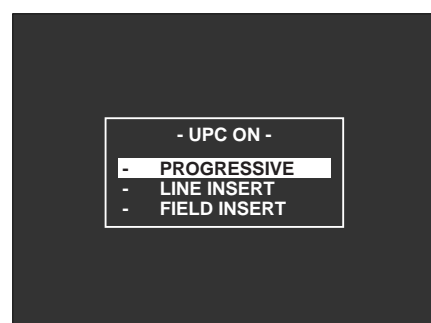 - UPC ON -
- PROGRESSIVE
- LINE INSERT
- FIELD INSERT